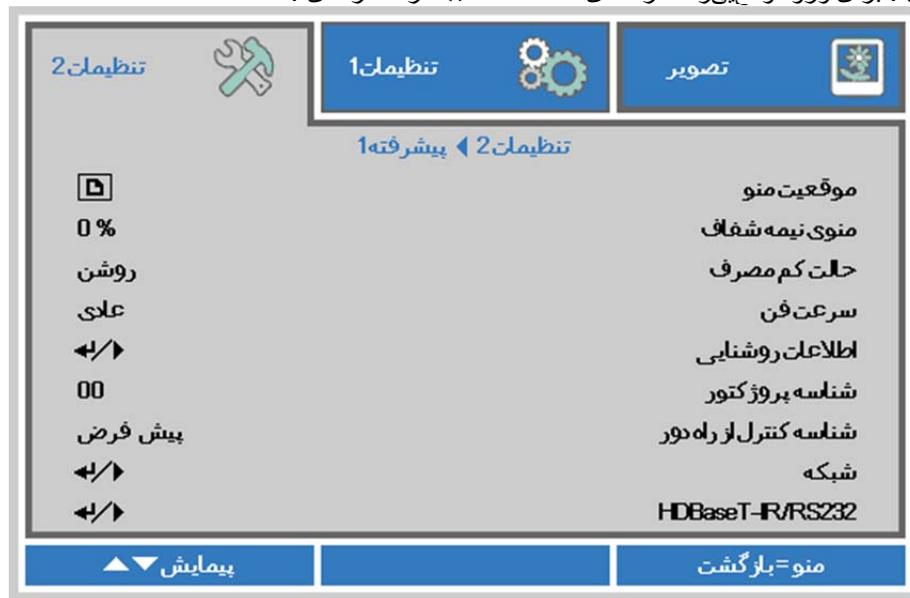 تصویر
تنظیمات1
تنظیمات2
تنظیمات2 ▶ پیشرفته1
موقعیت منو
منوی نیمه شفاف 0 %
حالت کم مصرف روشن
سرعت فن عادی
اطلاعات روشنایی ↵/▶
شناسه پروژکتور 00
شناسه کنترل از راه دور پیش فرض
شبکه ↵/▶
HDBaseT-IR/RS232 ↵/▶
منو=بازگشت
پیمایش▼▲